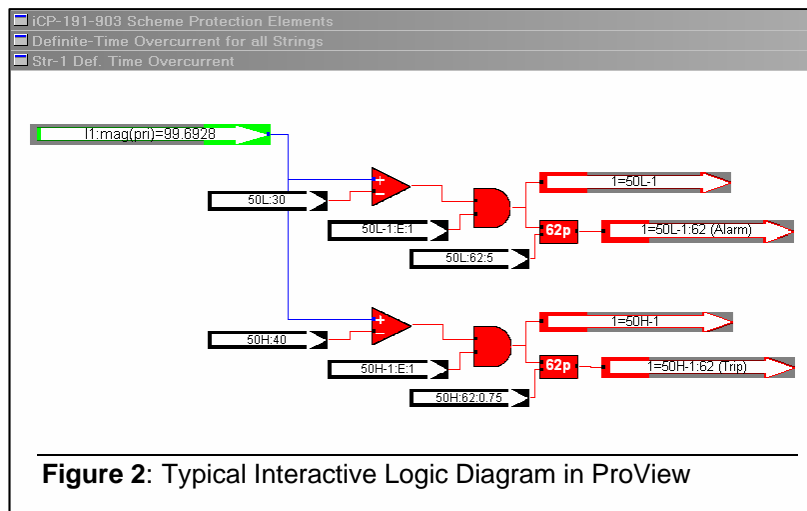 iCP-191-903 Scheme Protection Elements
Definite-Time Overcurrent for all Strings
Str-1 Def. Time Overcurrent
I1:mag(pri)=99.6928
+
1=50L-1
50L:30
−
50L-1:E:1
62p
1=50L-1:62 (Alarm)
50L:62:5
+
1=50H-1
50H:40
−
50H-1:E:1
62p
1=50H-1:62 (Trip)
50H:62:0.75
Figure 2: Typical Interactive Logic Diagram in ProView